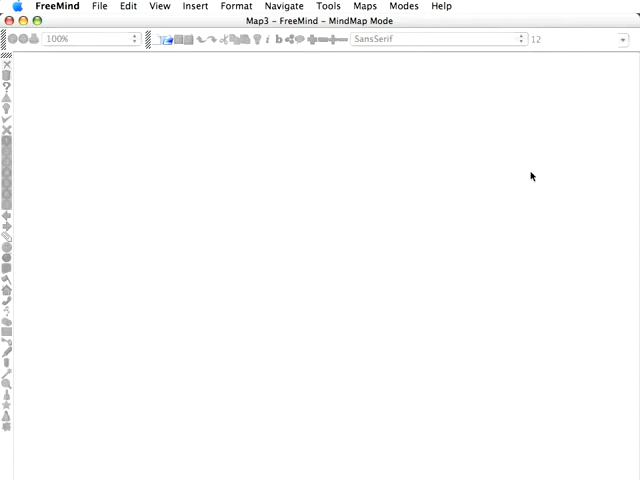 FreeMind File Edit View Insert Format Navigate Tools Maps Modes Help
Map3 – FreeMind – MindMap Mode
100% i b SansSerif 12